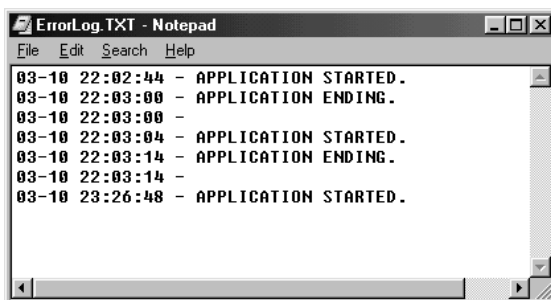 ErrorLog.TXT - Notepad
File Edit Search Help
03-10 22:02:44 - APPLICATION STARTED.
03-10 22:03:00 - APPLICATION ENDING.
03-10 22:03:00 -
03-10 22:03:04 - APPLICATION STARTED.
03-10 22:03:14 - APPLICATION ENDING.
03-10 22:03:14 -
03-10 23:26:48 - APPLICATION STARTED.